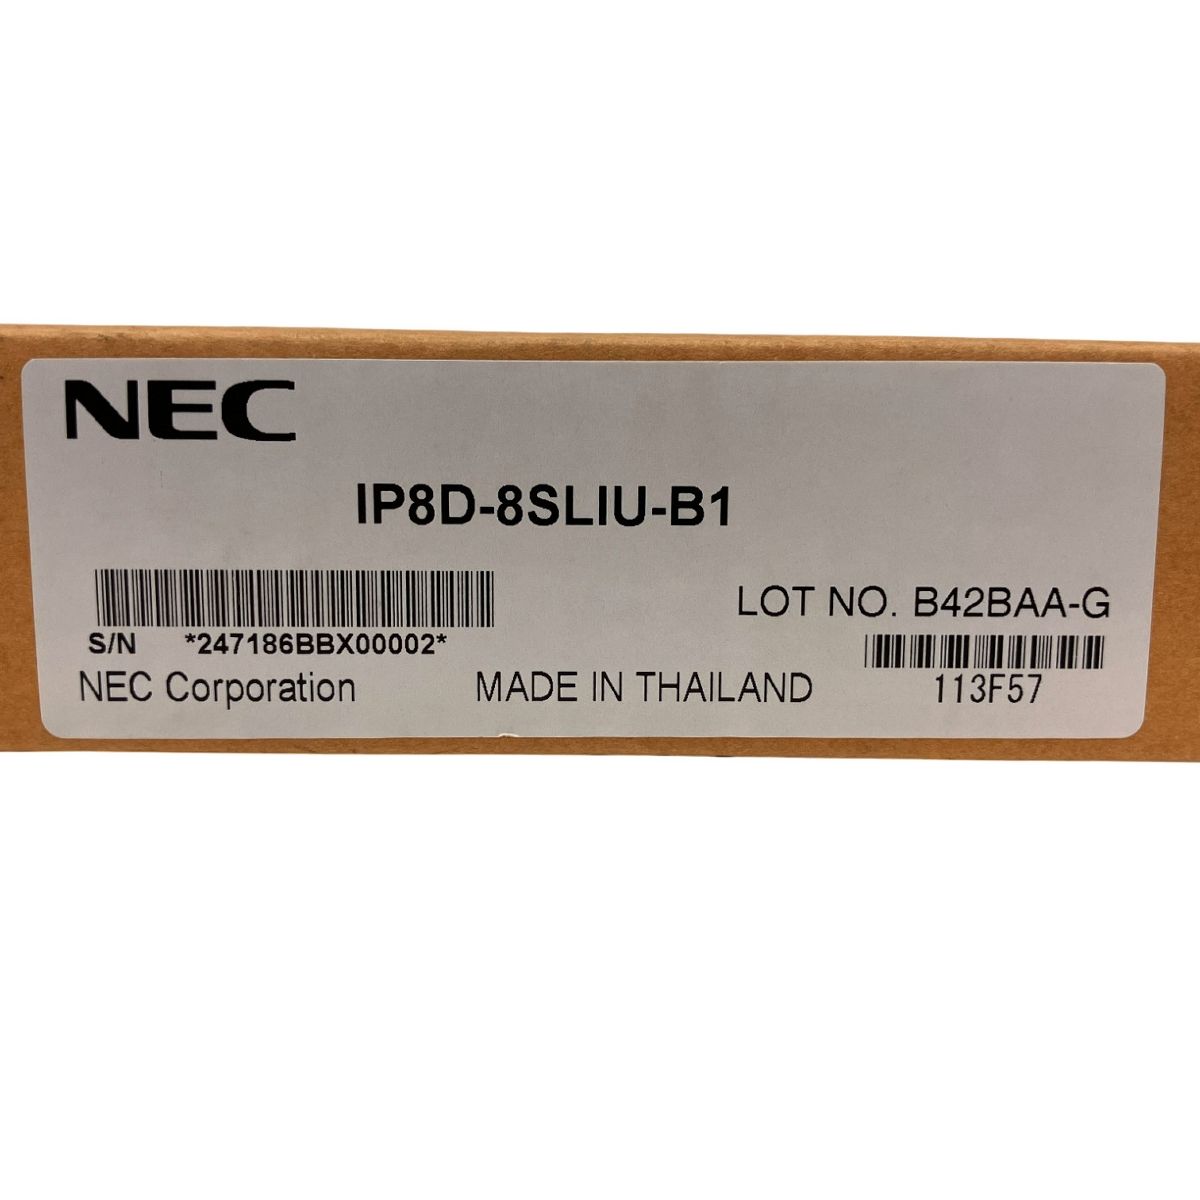 NEC
IP8D-8SLIU-B1
LOT NO. B42BAA-G
S/N *247186BBX00002*
NEC Corporation MADE IN THAILAND 113F57